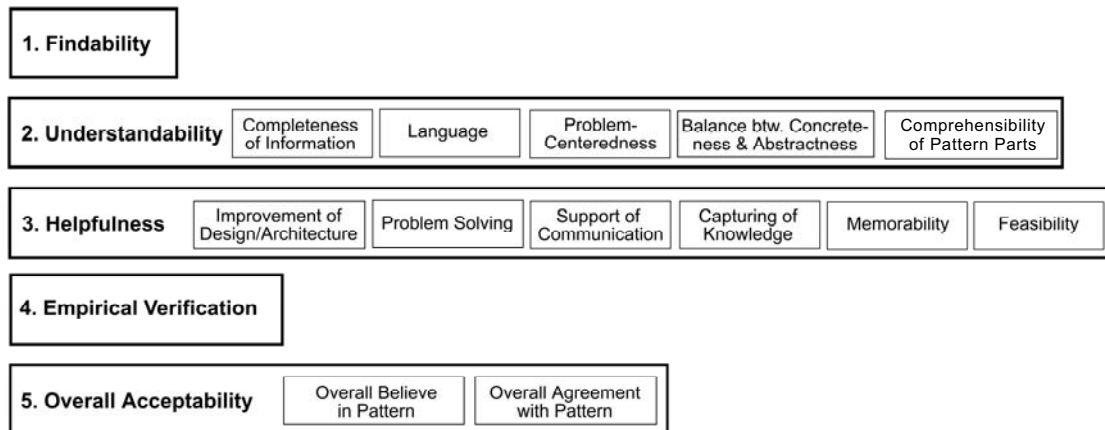 1. Findability
2. Understandability
Completeness
of Information
Language
Problem-
Centeredness
Balance btw. Concrete-
ness & Abstractness
Comprehensibility
of Pattern Parts
3. Helpfulness
Improvement of
Design/Architecture
Problem Solving
Support of
Communication
Capturing of
Knowledge
Memorability
Feasibility
4. Empirical Verification
5. Overall Acceptability
Overall Believe
in Pattern
Overall Agreement
with Pattern